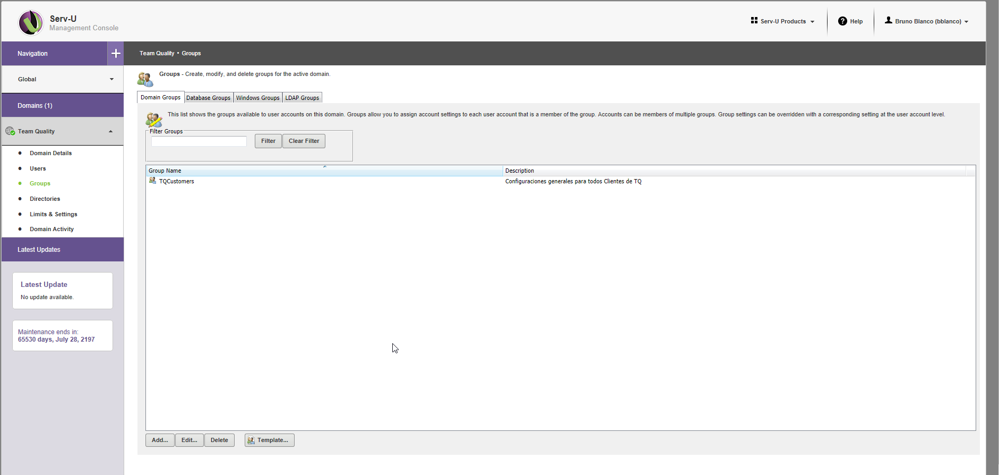 Serv-U
Management Console
Serv-U Products
Help
Bruno Blanco (bblanco)
Navigation
Team Quality • Groups
Global
Domains (1)
Team Quality
Domain Details
Users
Groups
Directories
Limits & Settings
Domain Activity
Latest Updates
Latest Update
No update available.
Maintenance ends in:
65530 days, July 28, 2197
Groups - Create, modify, and delete groups for the active domain.
Domain Groups
Database Groups
Windows Groups
LDAP Groups
This list shows the groups available to user accounts on this domain. Groups allow you to assign account settings to each user account that is a member of the group. Accounts can be members of multiple groups. Group settings can be overridden with a corresponding setting at the user account level.
Filter Groups
Filter
Clear Filter
Group Name
Description
TQCustomers
Configuraciones generales para todos Clientes de TQ
Add...
Edit...
Delete
Template...